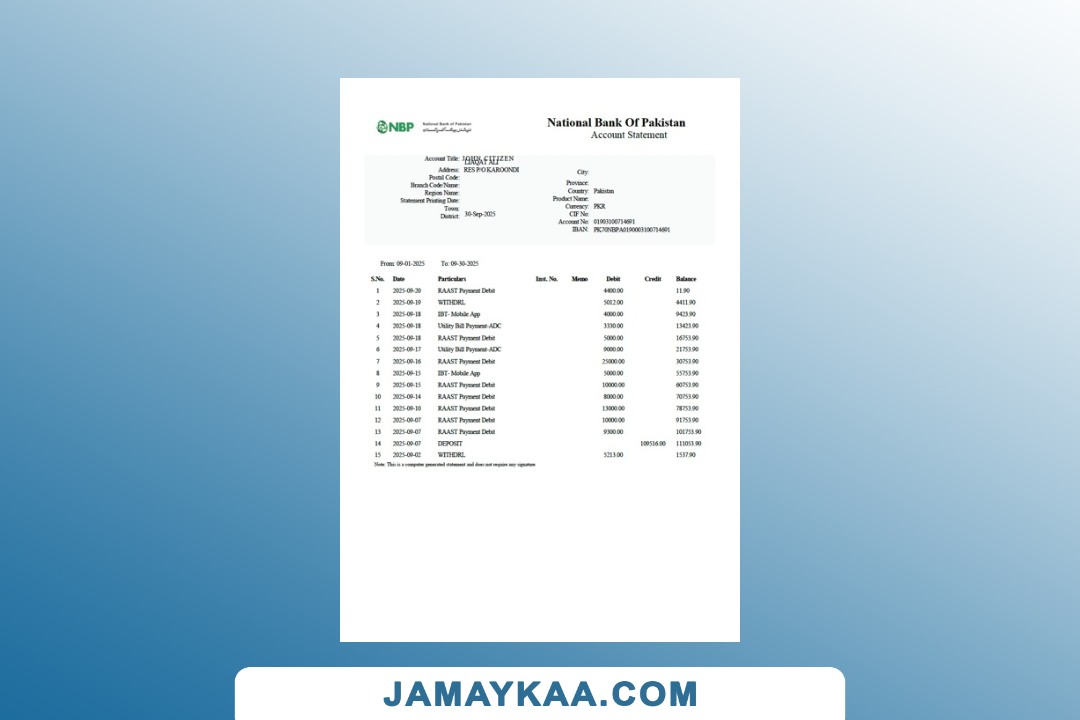 NBP National Bank Of Pakistan
نیشنل بینک آف پاکستان
National Bank Of Pakistan
Account Statement
Account Title: JOHN CITIZEN
LIAQAT ALI
Address: RES P/O KAROONDI
Postal Code:
Branch Code/Name:
Region Name:
Statement Printing Date:
Town:
District: 30-Sep-2025
City:
Province:
Country: Pakistan
Product Name:
Currency: PKR
CIF No:
Account No: 01903100714691
IBAN: PK70NBPA0190003100714691
From: 09-01-2025 To: 09-30-2025
S.No. Date Particulars Inst. No. Memo Debit Credit Balance
1 2025-09-20 RAAST Payment Debit 4400.00 11.90
2 2025-09-19 WITHDRL 5012.00 4411.90
3 2025-09-18 IBT- Mobile App 4000.00 9423.90
4 2025-09-18 Utility Bill Payment-ADC 3330.00 13423.90
5 2025-09-18 RAAST Payment Debit 5000.00 16753.90
6 2025-09-17 Utility Bill Payment-ADC 9000.00 21753.90
7 2025-09-16 RAAST Payment Debit 25000.00 30753.90
8 2025-09-15 IBT- Mobile App 5000.00 55753.90
9 2025-09-15 RAAST Payment Debit 10000.00 60753.90
10 2025-09-14 RAAST Payment Debit 8000.00 70753.90
11 2025-09-10 RAAST Payment Debit 13000.00 78753.90
12 2025-09-07 RAAST Payment Debit 10000.00 91753.90
13 2025-09-07 RAAST Payment Debit 9300.00 101753.90
14 2025-09-07 DEPOSIT 109516.00 111053.90
15 2025-09-02 WITHDRL 5213.00 1537.90
Note: This is a computer generated statement and does not require any signature
JAMAYKAA.COM